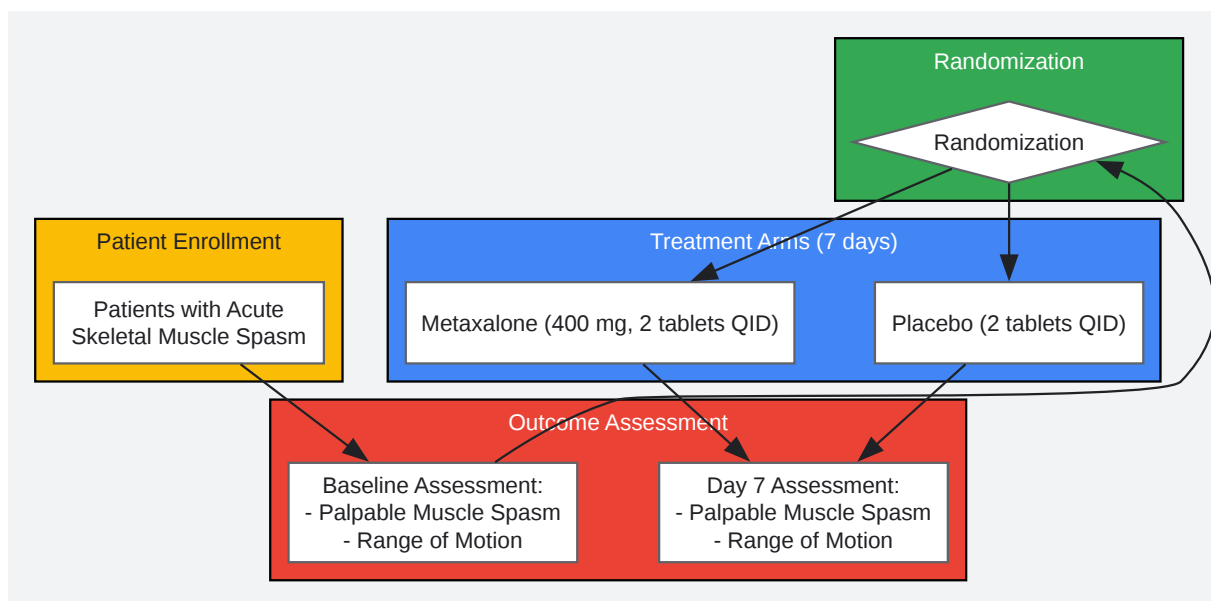 Randomization
Randomization
Patient Enrollment
Patients with Acute
Skeletal Muscle Spasm
Treatment Arms (7 days)
Metaxalone (400 mg, 2 tablets QID)
Placebo (2 tablets QID)
Outcome Assessment
Baseline Assessment:
- Palpable Muscle Spasm
- Range of Motion
Day 7 Assessment:
- Palpable Muscle Spasm
- Range of Motion